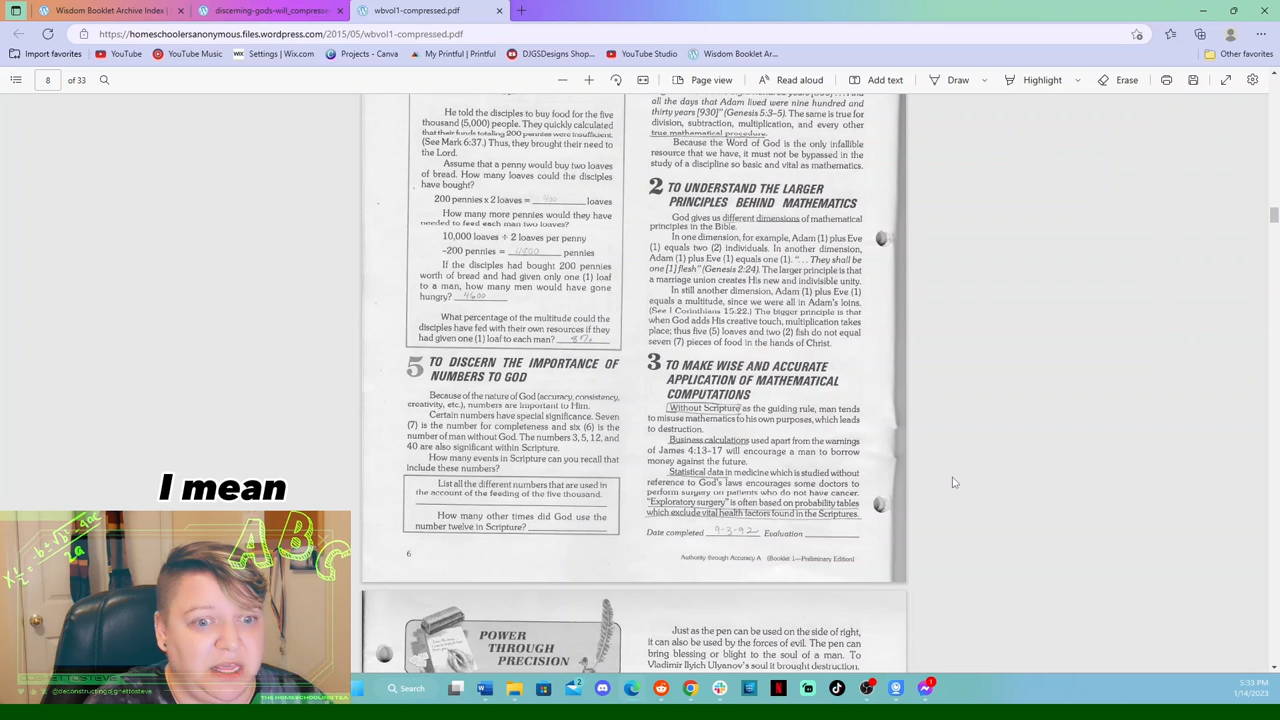 Wisdom Booklet Archive Index |
discerning-gods-will_compresse
wbvol1-compressed.pdf
https://homeschoolersanonymous.files.wordpress.com/2015/05/wbvol1-compressed.pdf
Import favorites
YouTube
YouTube Music
Settings | Wix.com
Projects - Canva
My Printful | Printful
DJGSDesigns Shop...
YouTube Studio
Wisdom Booklet Ar...
Other favorites
8 of 33
Page view
Read aloud
Add text
Draw
Highlight
Erase
He told the disciples to buy food for the five
thousand (5,000) people. They quickly calculated
that their funds totaling 200 pennies were insufficient.
(See Mark 6:37.) Thus, they brought their need to
the Lord.
Assume that a penny would buy two loaves
of bread. How many loaves could the disciples
have bought?
200 pennies x 2 loaves = 400 loaves
How many more pennies would they have
needed to feed each man two loaves?
10,000 loaves ÷ 2 loaves per penny
–200 pennies = 4800 pennies
If the disciples had bought 200 pennies
worth of bread and had given only one (1) loaf
to a man, how many men would have gone
hungry? 4600
What percentage of the multitude could the
disciples have fed with their own resources if they
had given one (1) loaf to each man? 8%
5 TO DISCERN THE IMPORTANCE OF
NUMBERS TO GOD
Because of the nature of God (accuracy, consistency,
creativity, etc.), numbers are important to Him.
Certain numbers have special significance. Seven
(7) is the number for completeness and six (6) is the
number of man without God. The numbers 3, 5, 12, and
40 are also significant within Scripture.
How many events in Scripture can you recall that
include these numbers?
List all the different numbers that are used in
the account of the feeding of the five thousand.
How many other times did God use the
number twelve in Scripture?
6
all the days that Adam lived were nine hundred and
thirty years [930]" (Genesis 5:3–5). The same is true for
division, subtraction, multiplication, and every other
true mathematical procedure.
Because the Word of God is the only infallible
resource that we have, it must not be bypassed in the
study of a discipline so basic and vital as mathematics.
2 TO UNDERSTAND THE LARGER
PRINCIPLES BEHIND MATHEMATICS
God gives us different dimensions of mathematical
principles in the Bible.
In one dimension, for example, Adam (1) plus Eve
(1) equals two (2) individuals. In another dimension,
Adam (1) plus Eve (1) equals one (1). "... They shall be
one [1] flesh" (Genesis 2:24). The larger principle is that
a marriage union creates His new and indivisible unity.
In still another dimension, Adam (1) plus Eve (1)
equals a multitude, since we were all in Adam's loins.
(See I Corinthians 15:22.) The bigger principle is that
when God adds His creative touch, multiplication takes
place; thus five (5) loaves and two (2) fish do not equal
seven (7) pieces of food in the hands of Christ.
3 TO MAKE WISE AND ACCURATE
APPLICATION OF MATHEMATICAL
COMPUTATIONS
Without Scripture as the guiding rule, man tends
to misuse mathematics to his own purposes, which leads
to destruction.
Business calculations used apart from the warnings
of James 4:13–17 will encourage a man to borrow
money against the future.
Statistical data in medicine which is studied without
reference to God's laws encourages some doctors to
perform surgery on patients who do not have cancer.
"Exploratory surgery" is often based on probability tables
which exclude vital health factors found in the Scriptures.
Date completed 9-3-92 Evaluation
Authority through Accuracy A (Booklet 1—Preliminary Edition)
POWER
THROUGH
PRECISION
Just as the pen can be used on the side of right,
it can also be used by the forces of evil. The pen can
bring blessing or blight to the soul of a man. To
Vladimir Ilyich Ulyanov's soul it brought destruction.
I mean
ABC
@deconstructing.djghettosteve
THE HOMESCHOOLING TEA
Search
5:33 PM
1/14/2023